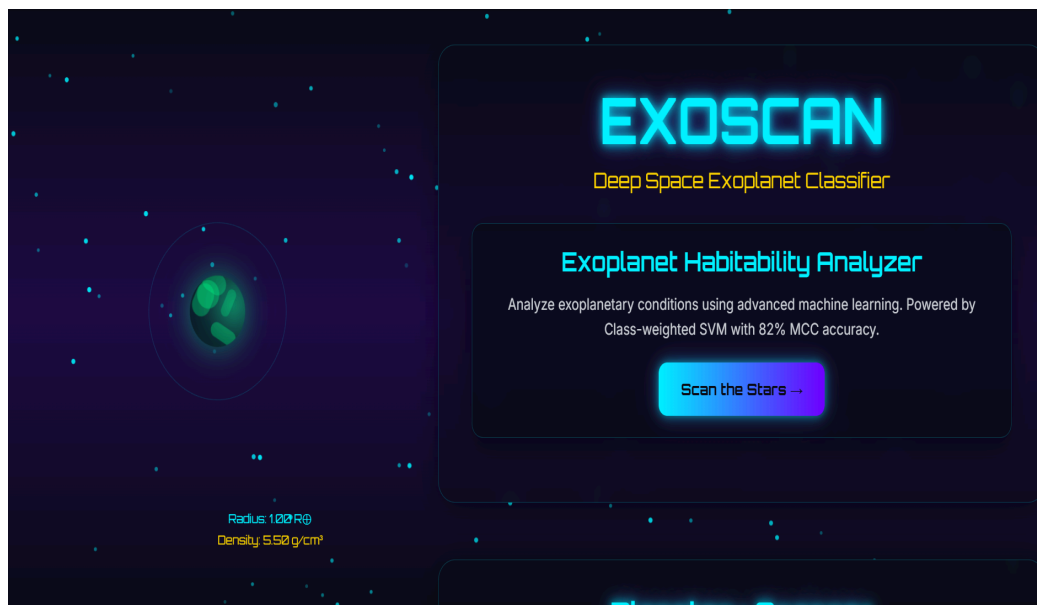 EXOSCAN
Deep Space Exoplanet Classifier
Exoplanet Habitability Analyzer
Analyze exoplanetary conditions using advanced machine learning. Powered by
Class-weighted SVM with 82% MCC accuracy.
Scan the Stars →
Radius: 1.00 R⊕
Density: 5.50 g/cm³